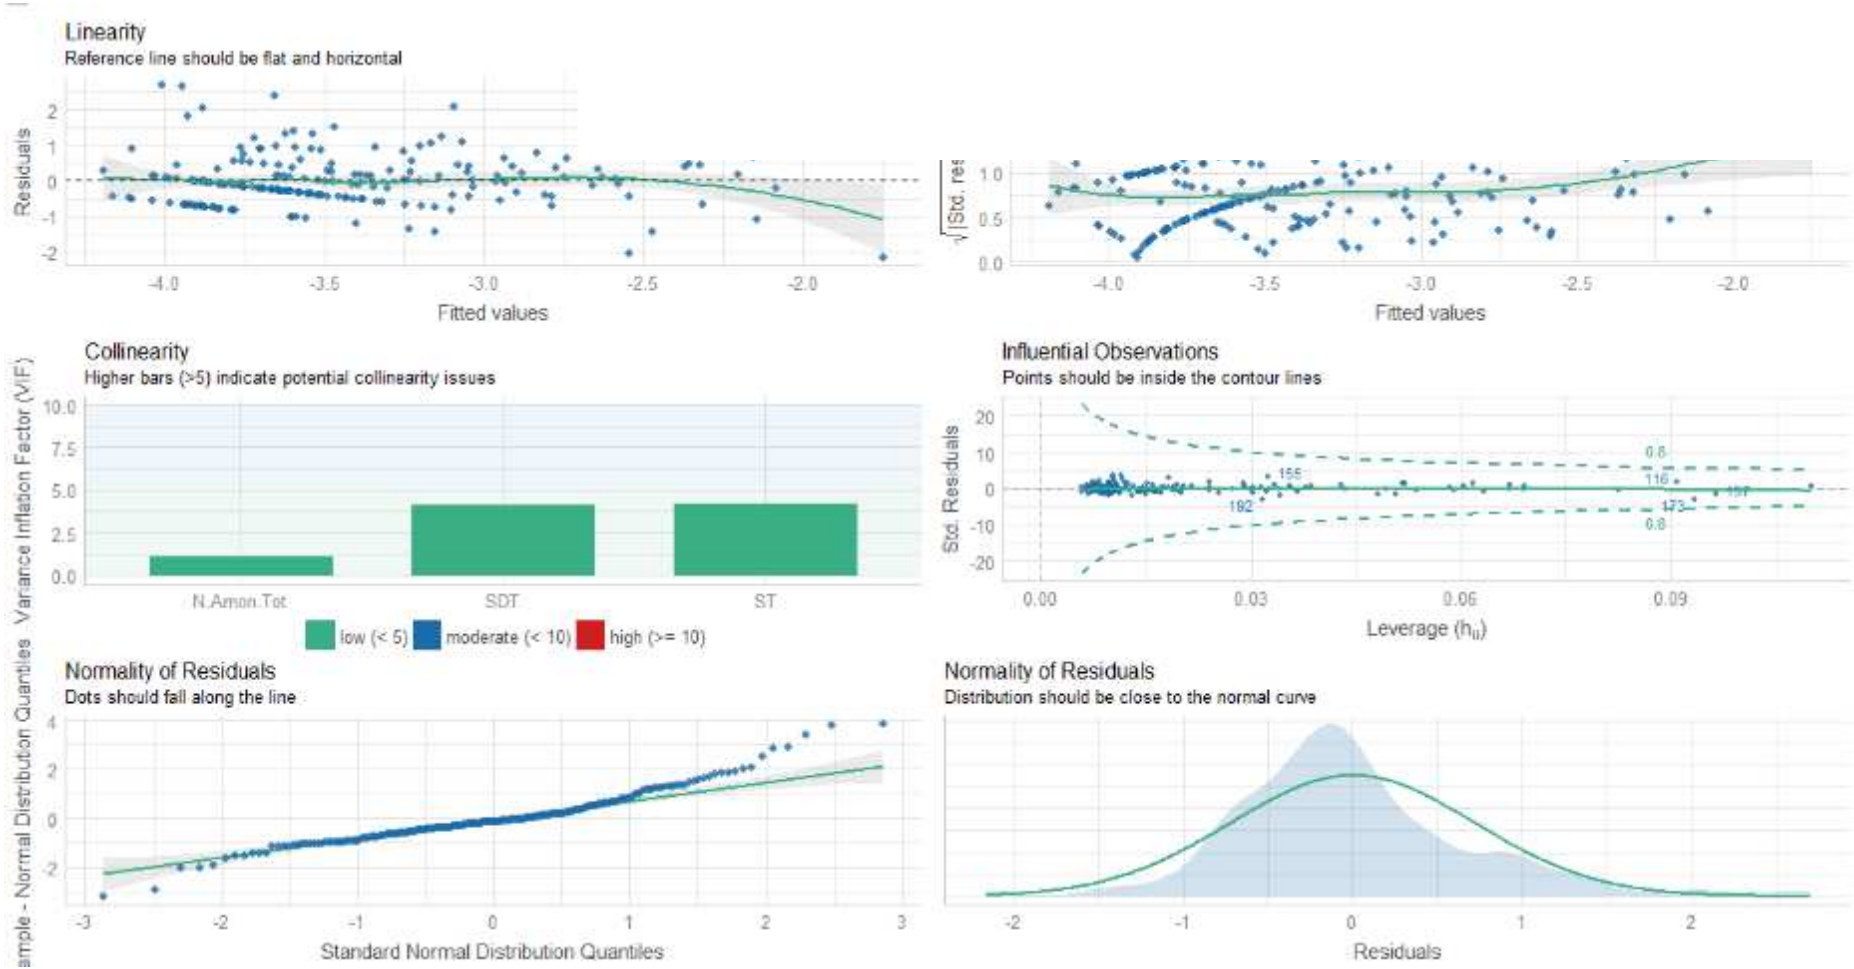 Linearity
Reference line should be flat and horizontal
Residuals
2
1
0
-1
-2
-4.0 -3.5 -3.0 -2.5 -2.0
Fitted values
√|Std. res
1.0
0.5
0.0
-4.0 -3.5 -3.0 -2.5 -2.0
Fitted values
Collinearity
Higher bars (>5) indicate potential collinearity issues
Variance Inflation Factor (VIF)
10.0
7.5
5.0
2.5
0.0
N.Amon.Tot SDT ST
low (< 5) moderate (< 10) high (>= 10)
Influential Observations
Points should be inside the contour lines
Std. Residuals
20
10
0
-10
-20
0.8
155
116
157
192
173
0.8
0.00 0.03 0.06 0.09
Leverage (hii)
Normality of Residuals
Dots should fall along the line
ample - Normal Distribution Quantiles
4
2
0
-2
-3 -2 -1 0 1 2 3
Standard Normal Distribution Quantiles
Normality of Residuals
Distribution should be close to the normal curve
-2 -1 0 1 2
Residuals